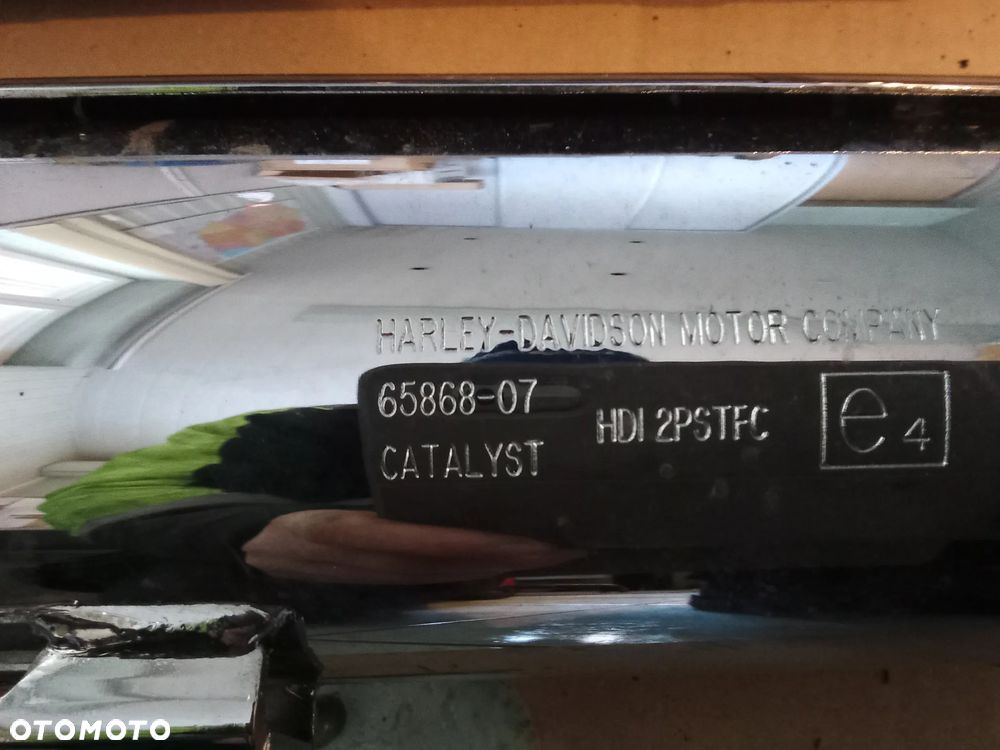 HARLEY-DAVIDSON MOTOR COMPANY
65868-07
HDI 2PSTFC
e4
CATALYST
OTOMOTO